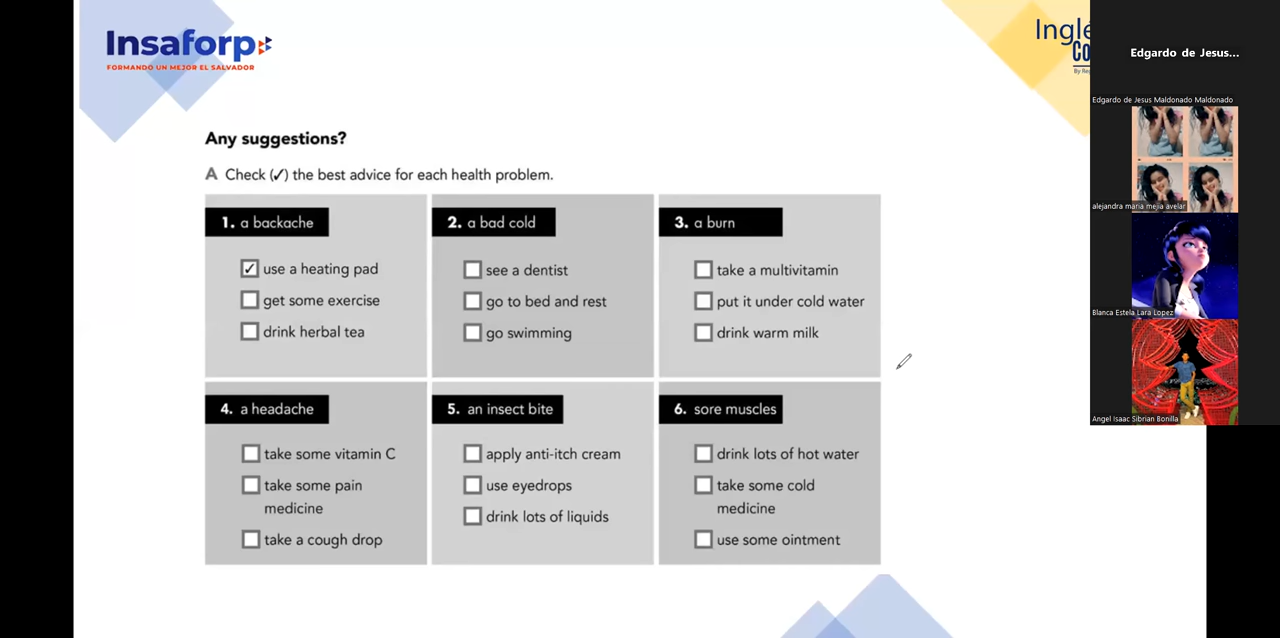 Insaforp
FORMANDO UN MEJOR EL SALVADOR
Inglé
Co
Any suggestions?
A Check (✓) the best advice for each health problem.
1. a backache
✓ use a heating pad
get some exercise
drink herbal tea
2. a bad cold
see a dentist
go to bed and rest
go swimming
3. a burn
take a multivitamin
put it under cold water
drink warm milk
4. a headache
take some vitamin C
take some pain
medicine
take a cough drop
5. an insect bite
apply anti-itch cream
use eyedrops
drink lots of liquids
6. sore muscles
drink lots of hot water
take some cold
medicine
use some ointment
Edgardo de Jesus...
Edgardo de Jesus Maldonado Maldonado
alejandra maria mejia avelar
Blanca Estela Lara Lopez
Angel Isaac Sibrian Bonilla